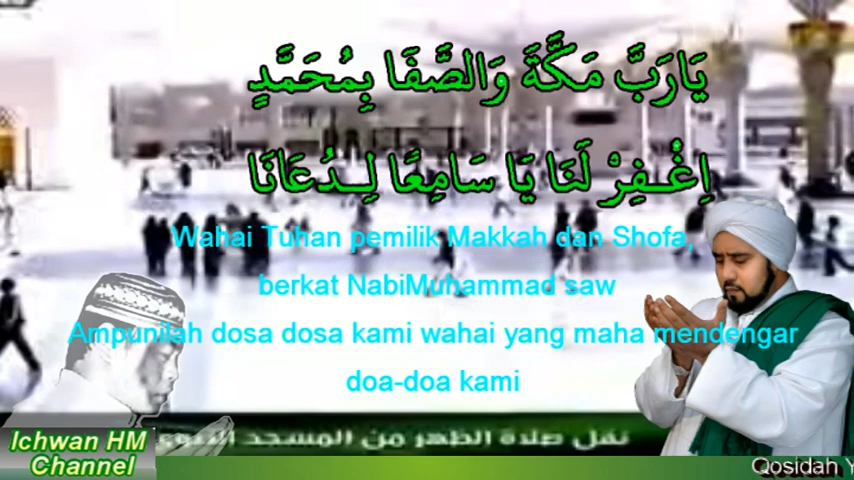 يَارَبَّ مَكَّةَ وَالصَّفَا بِمُحَمَّدٍ
اِغْفِرْ لَنَا يَا سَامِعًا لِدُعَانَا
Wahai Tuhan pemilik Makkah dan Shofa,
berkat NabiMuhammad saw
Ampunilah dosa dosa kami wahai yang maha mendengar
doa-doa kami
نقل صلاة الظهر من المسجد النبوي
Ichwan HM
Channel
Qosidah Y